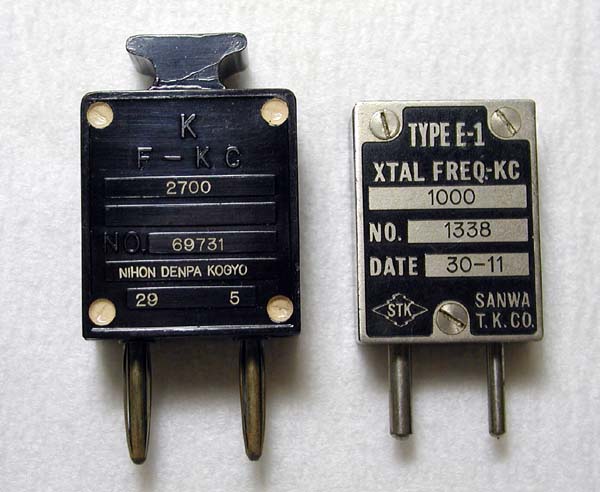 K
F-KC
2700
NO. 69731
NIHON DENPA KOGYO
29 5
TYPE E-1
XTAL FREQ.-KC
1000
NO. 1338
DATE 30-11
STK
SANWA
T.K.CO.